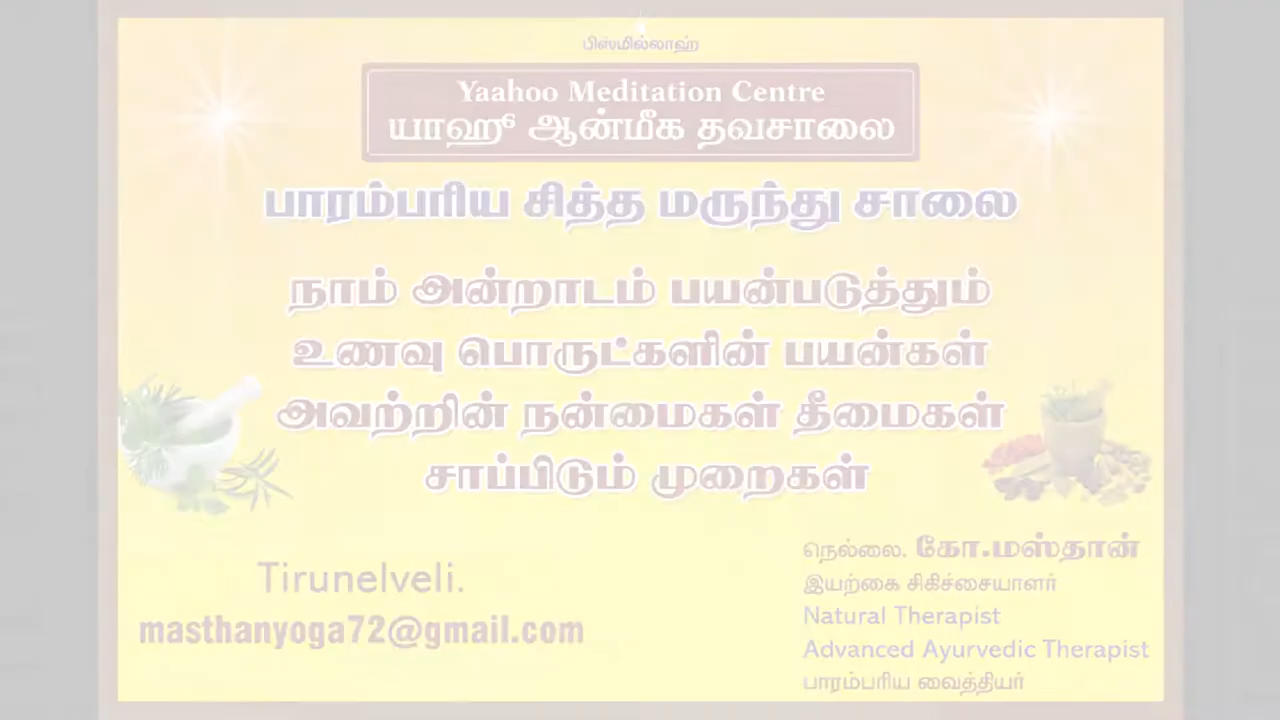 பிஸ்மில்லாஹ்
Yaahoo Meditation Centre
யாஹூ ஆன்மீக தவசாலை
பாரம்பரிய சித்த மருந்து சாலை
நாம் அன்றாடம் பயன்படுத்தும்
உணவு பொருட்களின் பயன்கள்
அவற்றின் நன்மைகள் தீமைகள்
சாப்பிடும் முறைகள்
Tirunelveli.
masthanyoga72@gmail.com
நெல்லை. கோ.மஸ்தான்
இயற்கை சிகிச்சையாளர்
Natural Therapist
Advanced Ayurvedic Therapist
பாரம்பரிய வைத்தியர்